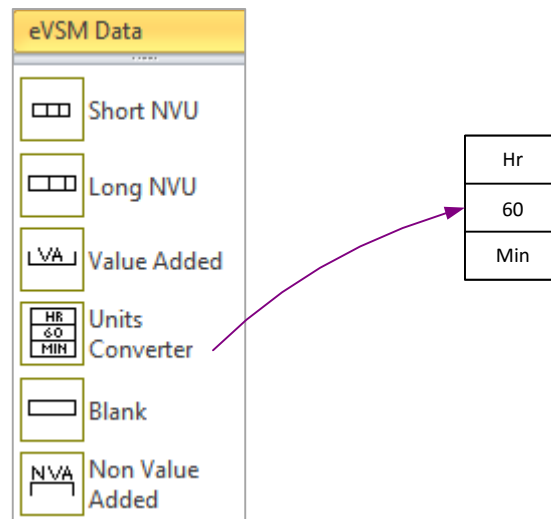 eVSM Data
Short NVU
Long NVU
VA
Value Added
HR
60
MIN
Units
Converter
Blank
NVA
Non Value
Added
Hr
60
Min